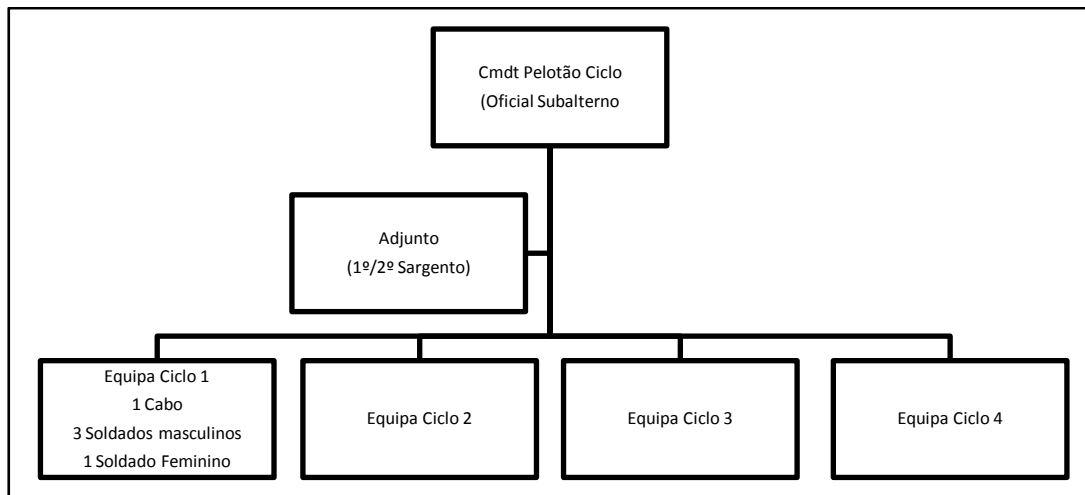 Cmdt Pelotão Ciclo
(Oficial Subalterno
Adjunto
(1º/2º Sargento)
Equipa Ciclo 1
1 Cabo
3 Soldados masculinos
1 Soldado Feminino
Equipa Ciclo 2
Equipa Ciclo 3
Equipa Ciclo 4